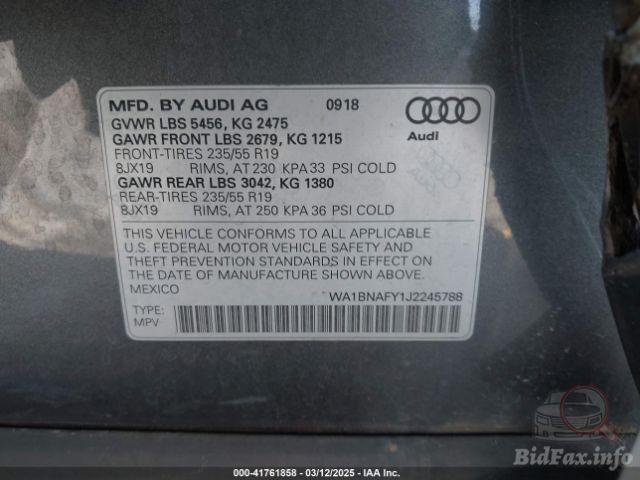 MFD. BY AUDI AG 0918
GVWR LBS 5456, KG 2475
GAWR FRONT LBS 2679, KG 1215
FRONT-TIRES 235/55 R19
8JX19 RIMS, AT 230 KPA 33 PSI COLD
GAWR REAR LBS 3042, KG 1380
REAR-TIRES 235/55 R19
8JX19 RIMS, AT 250 KPA 36 PSI COLD
Audi
THIS VEHICLE CONFORMS TO ALL APPLICABLE
U.S. FEDERAL MOTOR VEHICLE SAFETY AND
THEFT PREVENTION STANDARDS IN EFFECT ON
THE DATE OF MANUFACTURE SHOWN ABOVE.
MEXICO WA1BNAFY1J2245788
TYPE:
MPV
BidFax.info
000-41761858 - 03/12/2025 - IAA Inc.